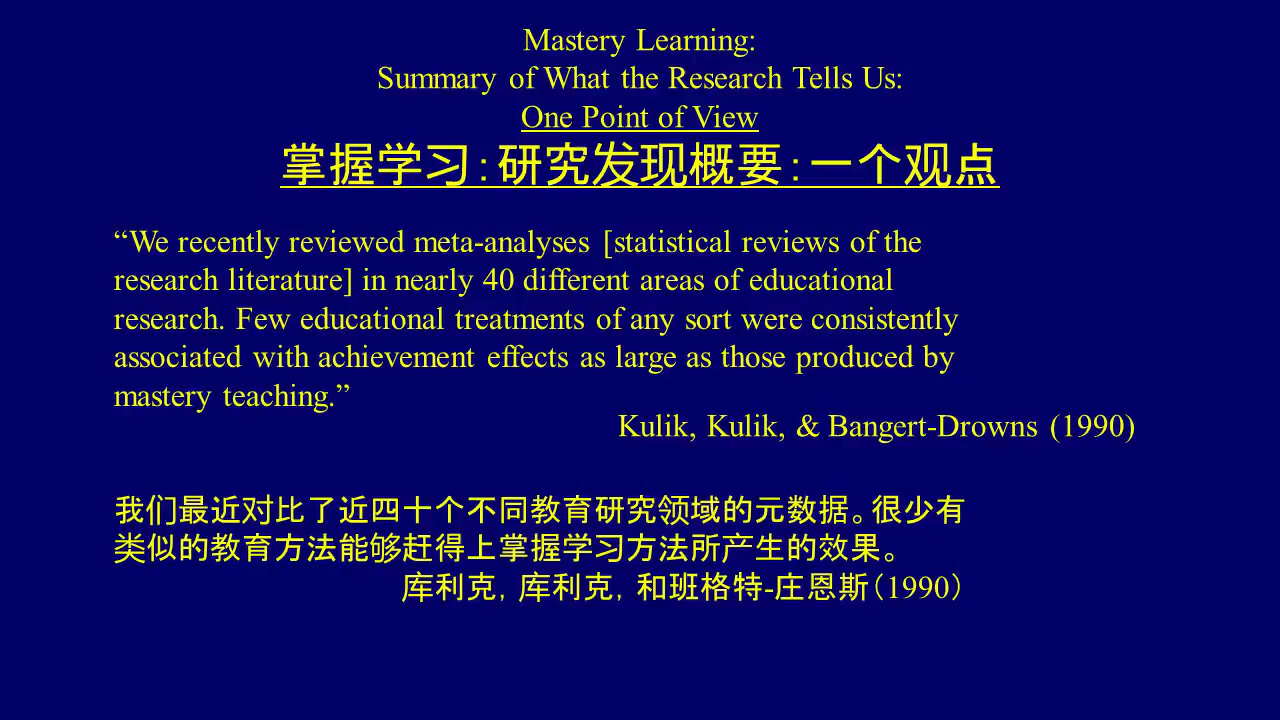 Mastery Learning:
Summary of What the Research Tells Us:
One Point of View
掌握学习：研究发现概要：一个观点
“We recently reviewed meta-analyses [statistical reviews of the
research literature] in nearly 40 different areas of educational
research. Few educational treatments of any sort were consistently
associated with achievement effects as large as those produced by
mastery teaching.”
Kulik, Kulik, & Bangert-Drowns (1990)
我们最近对比了近四十个不同教育研究领域的元数据。很少有
类似的教育方法能够赶得上掌握学习方法所产生的效果。
库利克，库利克，和班格特-庄恩斯（1990）